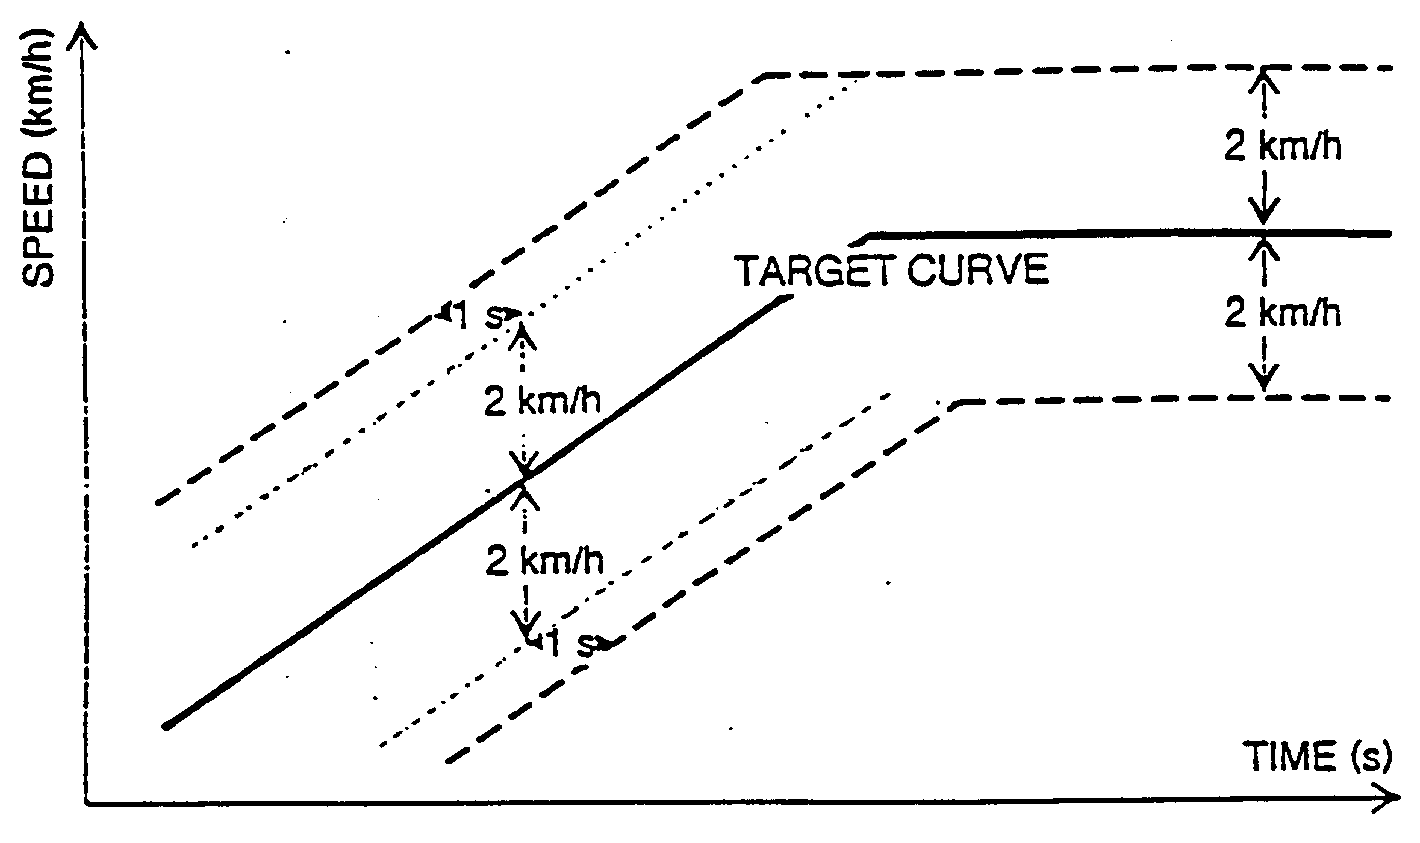 SPEED (km/h)
2 km/h
TARGET CURVE
1 s
2 km/h
2 km/h
2 km/h
1 s
TIME (s)